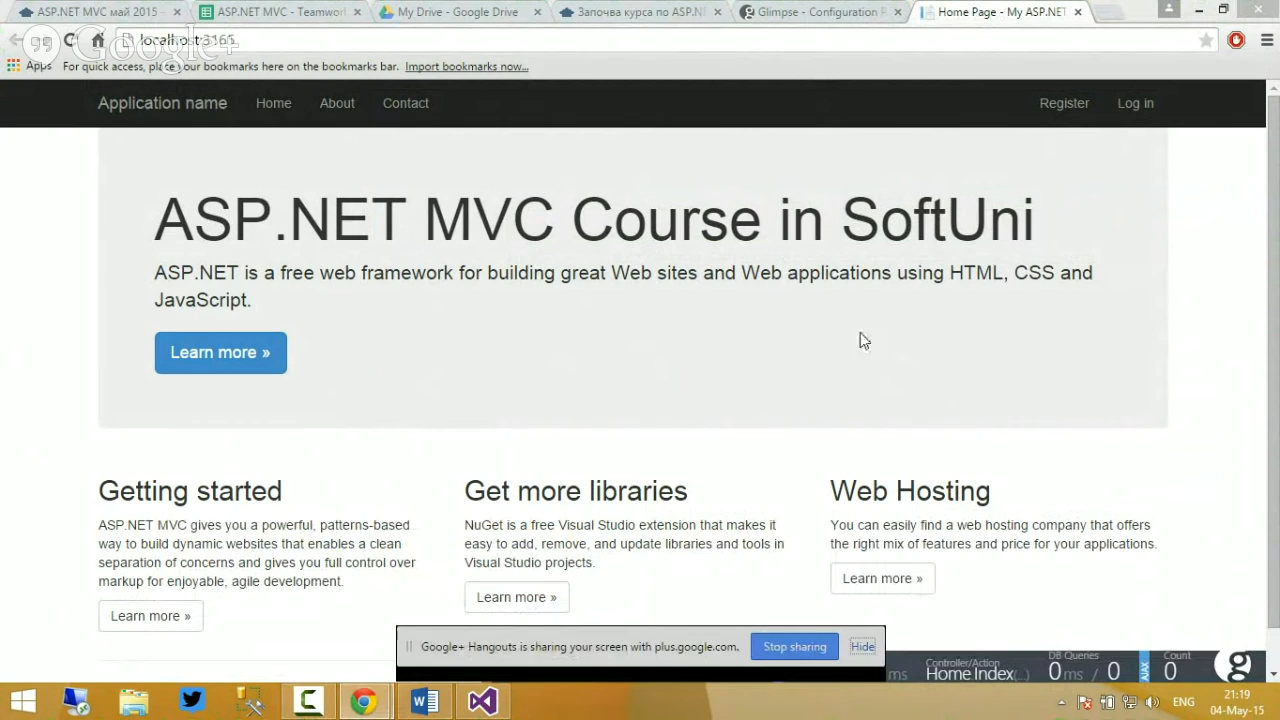 ASP.NET MVC май 2015 -
ASP.NET MVC - Teamwork
My Drive - Google Drive
Започва курса по ASP.N
Glimpse - Configuration P
Home Page - My ASP.NET
Google+
localhost:3165
Apps
For quick access, place your bookmarks here on the bookmarks bar. Import bookmarks now...
Application name
Home
About
Contact
Register
Log in
ASP.NET MVC Course in SoftUni
ASP.NET is a free web framework for building great Web sites and Web applications using HTML, CSS and
JavaScript.
Learn more »
Getting started
ASP.NET MVC gives you a powerful, patterns-based
way to build dynamic websites that enables a clean
separation of concerns and gives you full control over
markup for enjoyable, agile development.
Learn more »
Get more libraries
NuGet is a free Visual Studio extension that makes it
easy to add, remove, and update libraries and tools in
Visual Studio projects.
Learn more »
Web Hosting
You can easily find a web hosting company that offers
the right mix of features and price for your applications.
Learn more »
Google+ Hangouts is sharing your screen with plus.google.com.
Stop sharing
Hide
ms
Controller/Action
Home.Index(...)
DB Queries
0 ms / 0
AJAX
Count
0
g
ENG
21:19
04-May-15